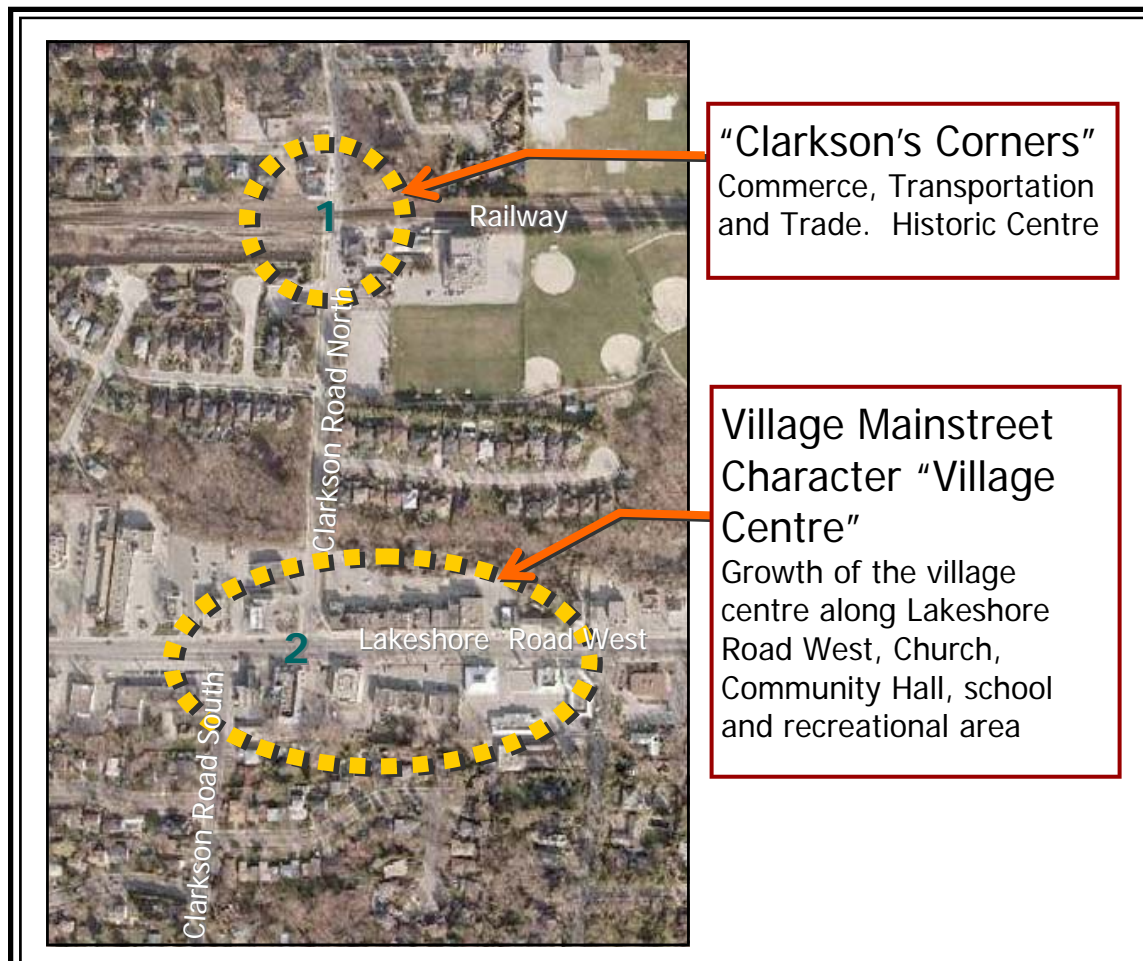 “Clarkson's Corners”
Commerce, Transportation
and Trade.  Historic Centre
1
Railway
Clarkson Road North
Village Mainstreet
Character “Village
Centre”
Growth of the village
centre along Lakeshore
Road West, Church,
Community Hall, school
and recreational area
2
Lakeshore Road West
Clarkson Road South